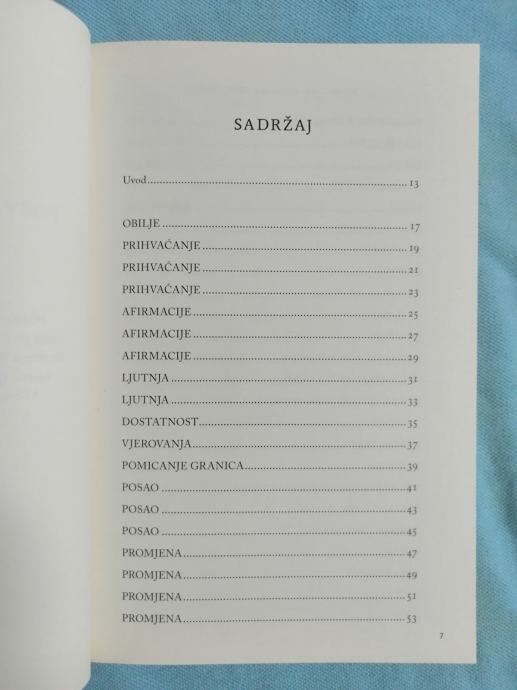 SADRŽAJ
Uvod................................................................ 13
OBILJE ............................................................ 17
PRIHVAĆANJE .................................................. 19
PRIHVAĆANJE .................................................. 21
PRIHVAĆANJE .................................................. 23
AFIRMACIJE ..................................................... 25
AFIRMACIJE ..................................................... 27
AFIRMACIJE ..................................................... 29
LJUTNJA .......................................................... 31
LJUTNJA .......................................................... 33
DOSTATNOST................................................... 35
VJEROVANJA.................................................... 37
POMICANJE GRANICA........................................ 39
POSAO ............................................................ 41
POSAO ............................................................ 43
POSAO ............................................................ 45
PROMJENA....................................................... 47
PROMJENA....................................................... 49
PROMJENA....................................................... 51
PROMJENA....................................................... 53
7